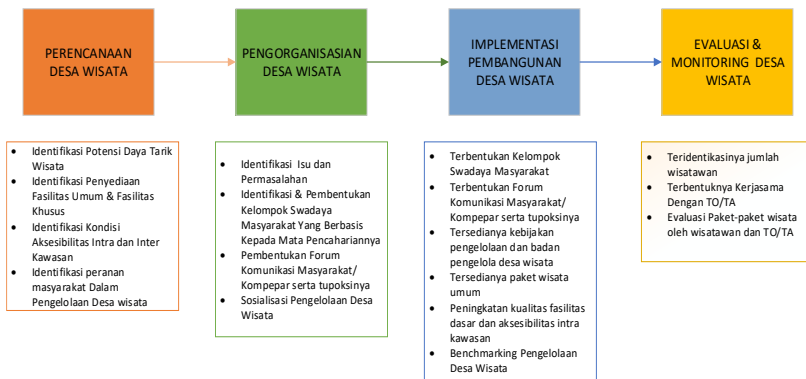 PERENCANAAN
DESA WISATA
PENGORGANISASIAN
DESA WISATA
IMPLEMENTASI
PEMBANGUNAN
DESA WISATA
EVALUASI &
MONITORING DESA
WISATA
• Identifikasi Potensi Daya Tarik
Wisata
• Identifikasi Penyediaan
Fasilitas Umum & Fasilitas
Khusus
• Identifikasi Kondisi
Aksesibilitas Intra dan Inter
Kawasan
• Identifikasi peranan
masyarakat Dalam
Pengelolaan Desa wisata
• Identifikasi Isu dan
Permasalahan
• Identifikasi & Pembentukan
Kelompok Swadaya
Masyarakat Yang Berbasis
Kepada Mata Pencahariannya
• Pembentukan Forum
Komunikasi Masyarakat/
Kompepar serta tupoksinya
• Sosialisasi Pengelolaan Desa
Wisata
• Terbentukan Kelompok
Swadaya Masyarakat
• Terbentukan Forum
Komunikasi Masyarakat/
Kompepar serta tupoksinya
• Tersedianya kebijakan
pengelolaan dan badan
pengelola desa wisata
• Tersedianya paket wisata
umum
• Peningkatan kualitas fasilitas
dasar dan aksesibilitas intra
kawasan
• Benchmarking Pengelolaan
Desa Wisata
• Teridentikasinya jumlah
wisatawan
• Terbentuknya Kerjasama
Dengan TO/TA
• Evaluasi Paket-paket wisata
oleh wisatawan dan TO/TA